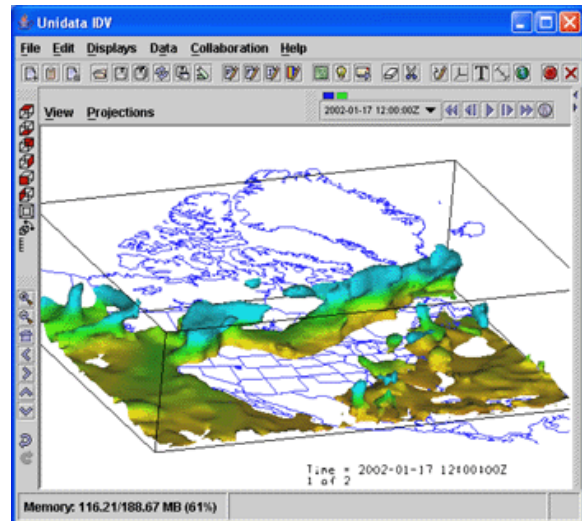 Unidata IDV
File Edit Displays Data Collaboration Help
View Projections
2002-01-17 12:00:00Z
Time = 2002-01-17 12:00:00Z
1 of 2
Memory: 116.21/188.67 MB (61%)